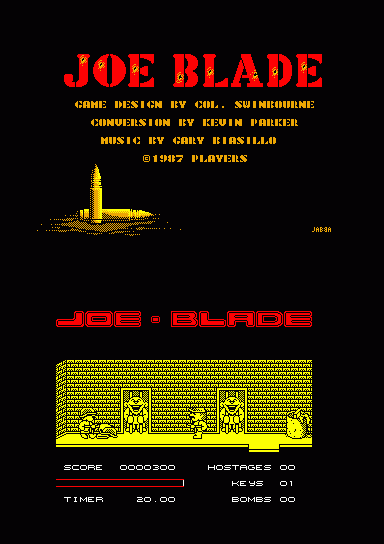 JOE BLADE
GAME DESIGN BY COL. SWINBOURNE
CONVERSION BY KEVIN PARKER
MUSIC BY GARY BIASILLO
©1987 PLAYERS
JABBA
JOE · BLADE
SCORE 0000300 HOSTAGES 00
KEYS 01
TIMER 20.00 BOMBS 00